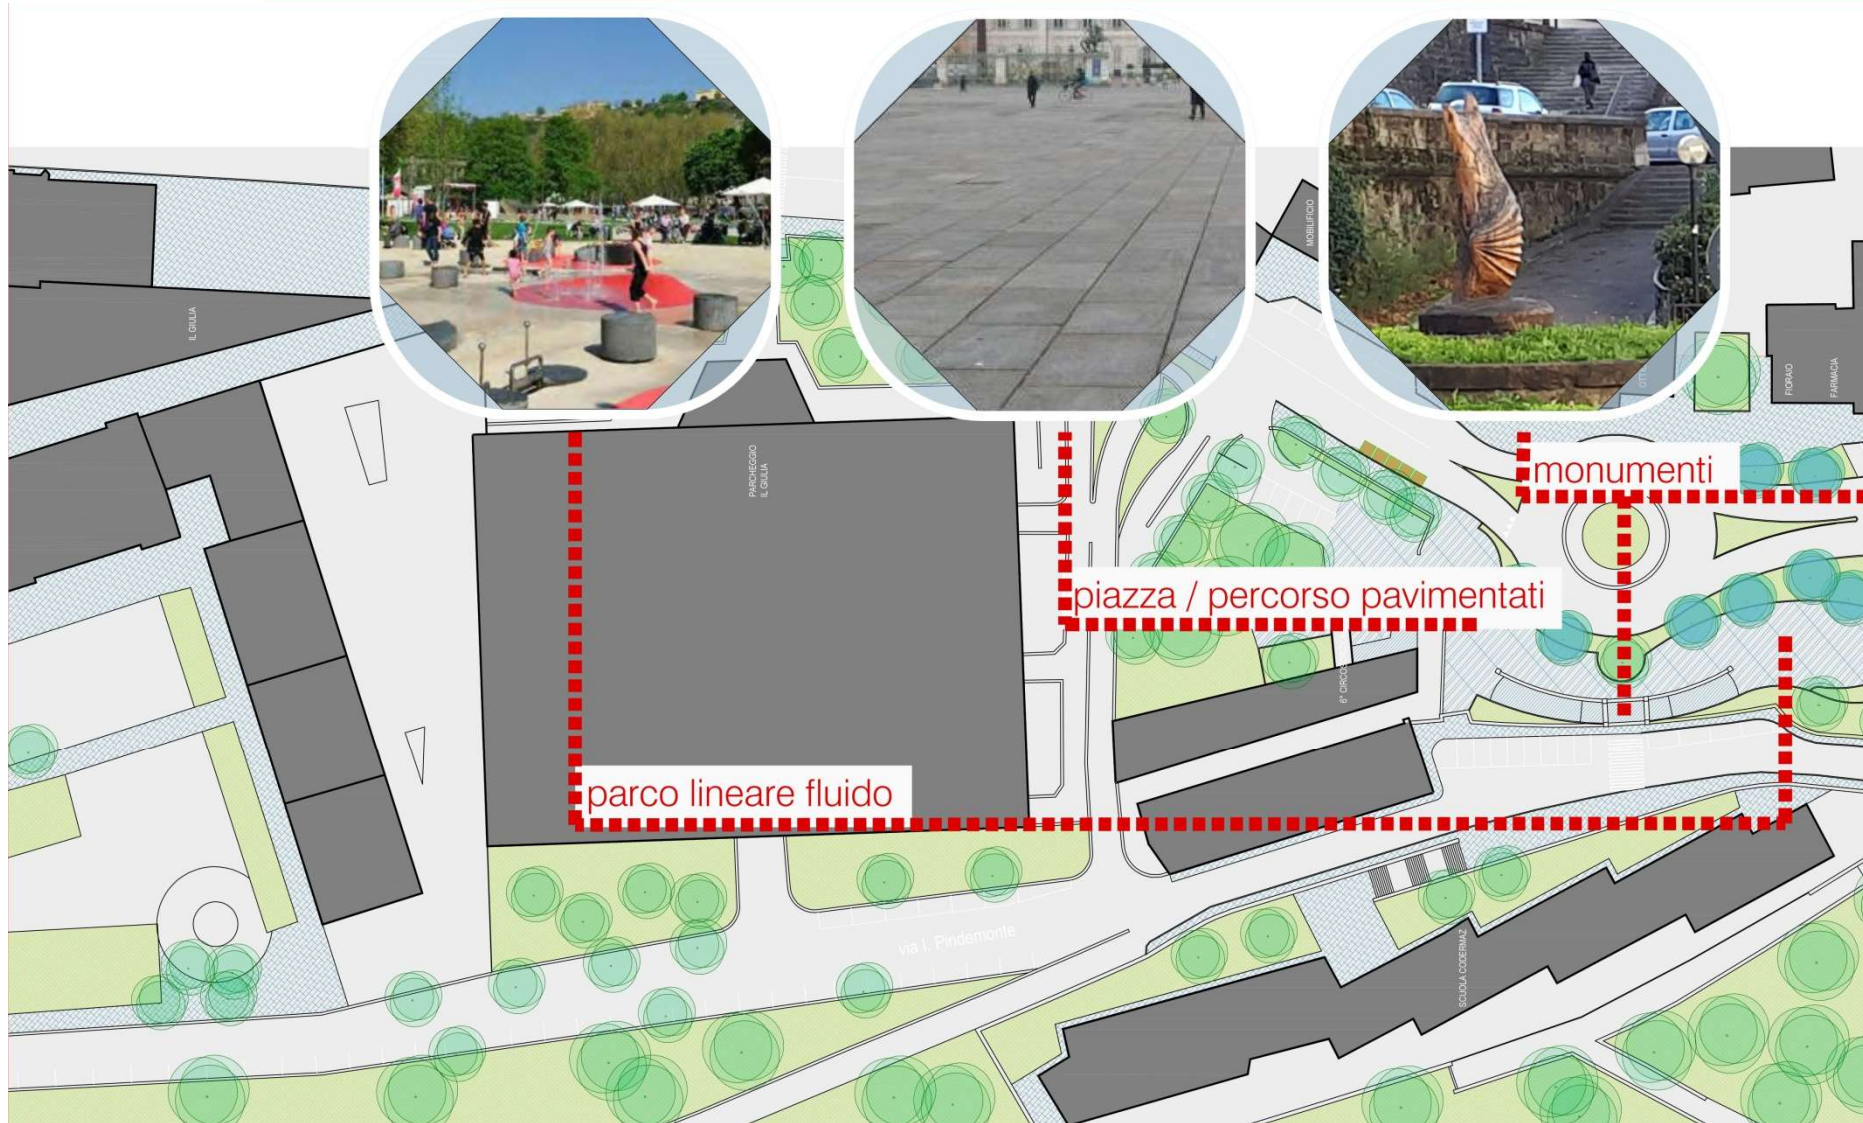 IL GIULIA
PARCHEGGIO
IL GIULIA
MOBILIFICIO
FIORAIO
FARMACIA
monumenti
piazza / percorso pavimentati
parco lineare fluido
via I. Pindemonte
SCUOLA CODERMAZ